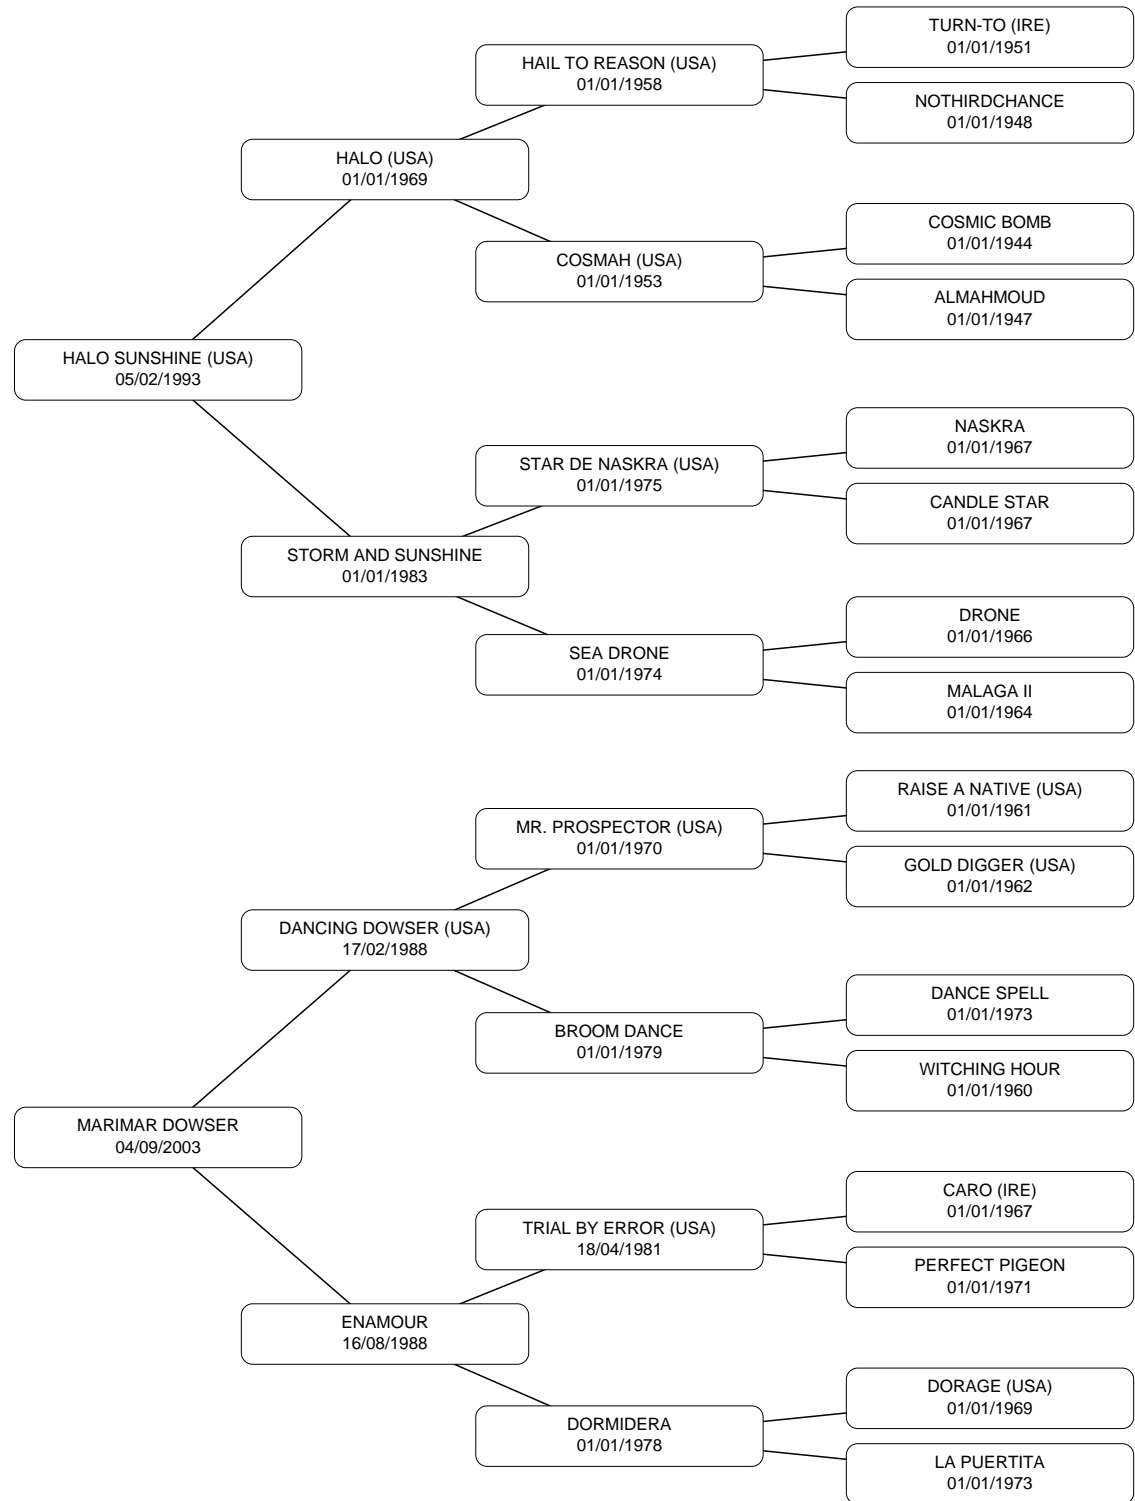 TURN-TO (IRE)
01/01/1951
HAIL TO REASON (USA)
01/01/1958
NOTHIRDCHANCE
01/01/1948
HALO (USA)
01/01/1969
COSMIC BOMB
01/01/1944
COSMAH (USA)
01/01/1953
ALMAHMOUD
01/01/1947
HALO SUNSHINE (USA)
05/02/1993
NASKRA
01/01/1967
STAR DE NASKRA (USA)
01/01/1975
CANDLE STAR
01/01/1967
STORM AND SUNSHINE
01/01/1983
DRONE
01/01/1966
SEA DRONE
01/01/1974
MALAGA II
01/01/1964
RAISE A NATIVE (USA)
01/01/1961
MR. PROSPECTOR (USA)
01/01/1970
GOLD DIGGER (USA)
01/01/1962
DANCING DOWSER (USA)
17/02/1988
DANCE SPELL
01/01/1973
BROOM DANCE
01/01/1979
WITCHING HOUR
01/01/1960
MARIMAR DOWSER
04/09/2003
CARO (IRE)
01/01/1967
TRIAL BY ERROR (USA)
18/04/1981
PERFECT PIGEON
01/01/1971
ENAMOUR
16/08/1988
DORAGE (USA)
01/01/1969
DORMIDERA
01/01/1978
LA PUERTITA
01/01/1973